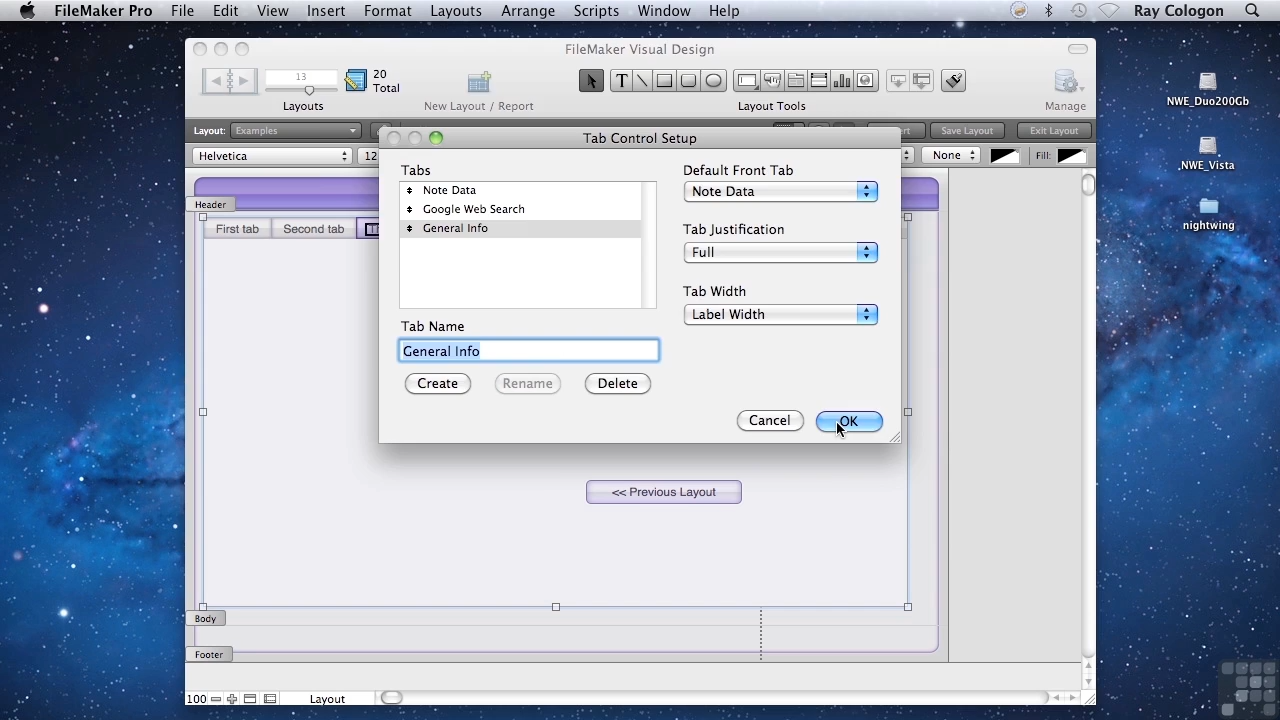 FileMaker Pro File Edit View Insert Format Layouts Arrange Scripts Window Help Ray Cologon
FileMaker Visual Design
13
20
Total
Layouts
New Layout / Report
Layout Tools
Manage
Layout: Examples
Save Layout
Exit Layout
Helvetica
12
None
Fill:
Header
First tab
Second tab
Tab Control Setup
Tabs
Note Data
Google Web Search
General Info
Tab Name
General Info
Create
Rename
Delete
Default Front Tab
Note Data
Tab Justification
Full
Tab Width
Label Width
Cancel
OK
<< Previous Layout
Body
Footer
100
Layout
NWE_Duo200Gb
NWE_Vista
nightwing